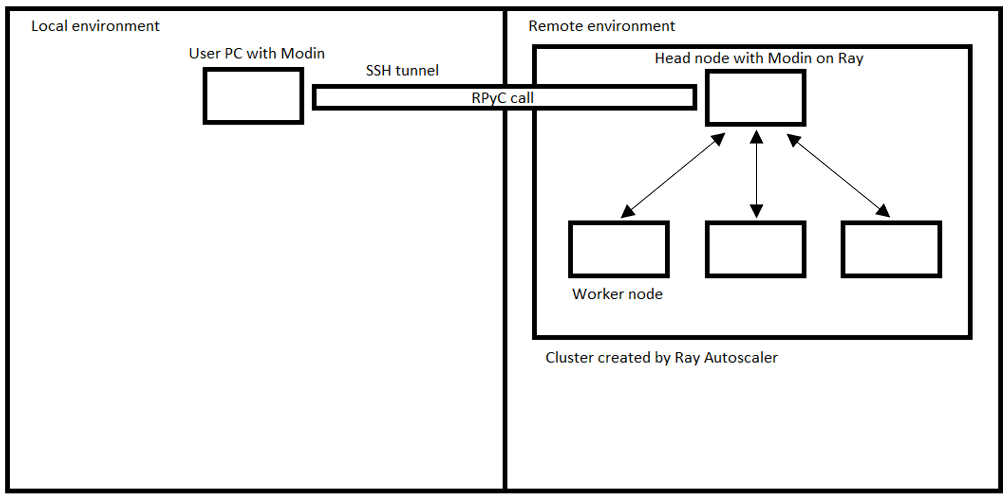 Local environment
Remote environment
User PC with Modin
Head node with Modin on Ray
SSH tunnel
RPyC call
Worker node
Cluster created by Ray Autoscaler